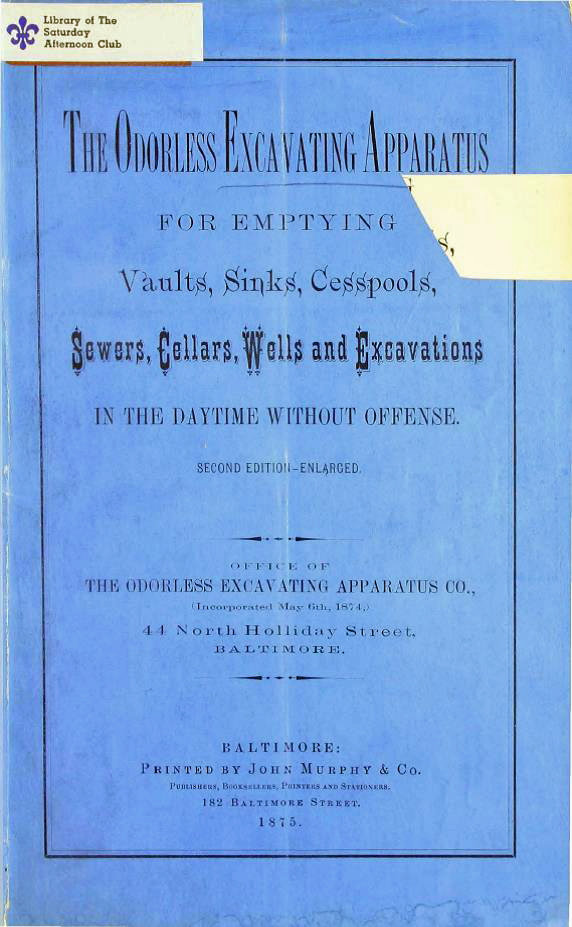 Library of The
Saturday
Afternoon Club
THE ODORLESS EXCAVATING APPARATUS
FOR EMPTYING
Vaults, Sinks, Cesspools,
Sewers, Cellars, Wells and Excavations
IN THE DAYTIME WITHOUT OFFENSE.
SECOND EDITION-ENLARGED.
OFFICE OF
THE ODORLESS EXCAVATING APPARATUS CO.,
(Incorporated May 6th, 1874,)
44 North Holliday Street,
BALTIMORE.
BALTIMORE:
PRINTED BY JOHN MURPHY & CO.
PUBLISHERS, BOOKSELLERS, PRINTERS AND STATIONERS.
182 BALTIMORE STREET.
1875.